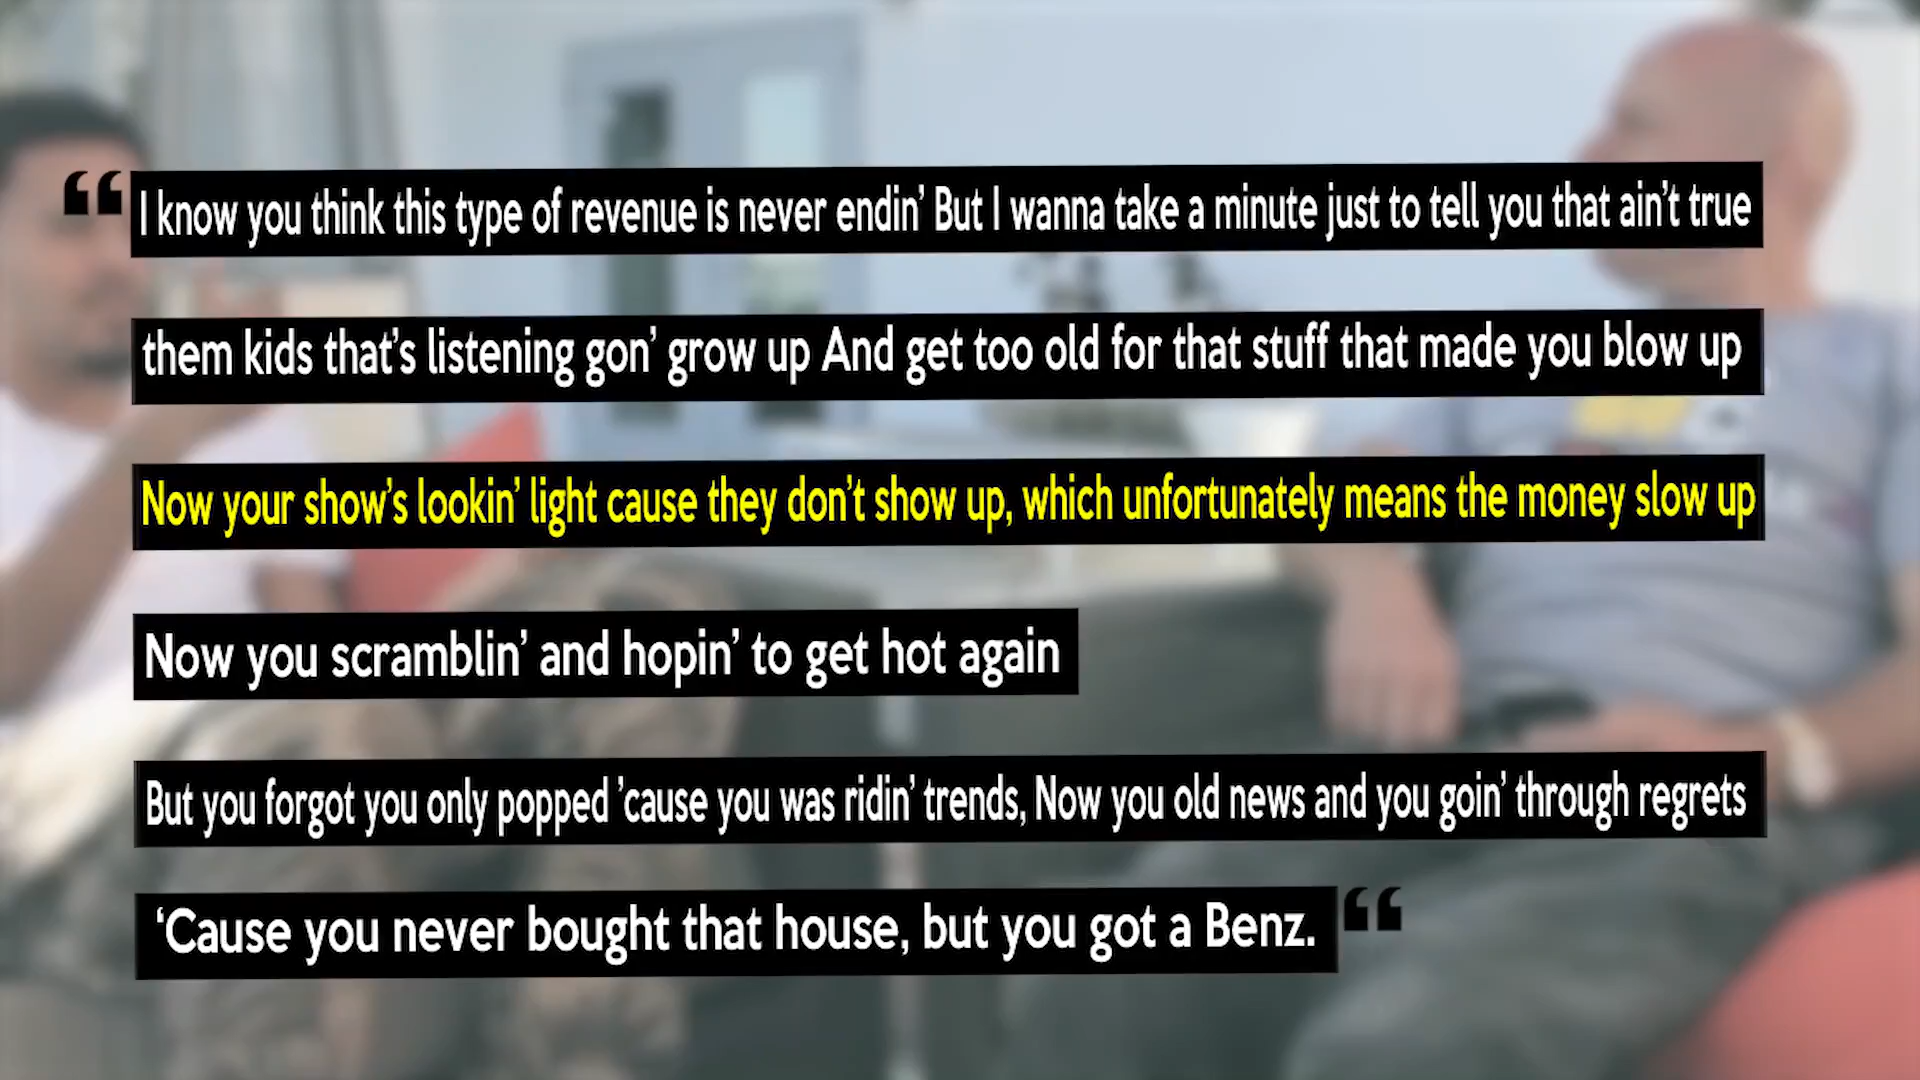 “I know you think this type of revenue is never endin’ But I wanna take a minute just to tell you that ain’t true
them kids that’s listening gon’ grow up And get too old for that stuff that made you blow up
Now your show’s lookin’ light cause they don’t show up, which unfortunately means the money slow up
Now you scramblin’ and hopin’ to get hot again
But you forgot you only popped ’cause you was ridin’ trends, Now you old news and you goin’ through regrets
‘Cause you never bought that house, but you got a Benz.“